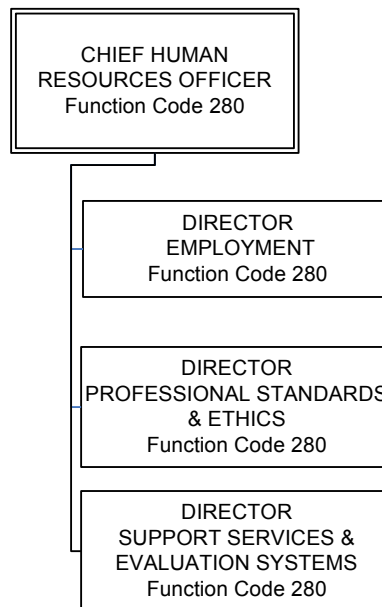 CHIEF HUMAN
RESOURCES OFFICER
Function Code 280
DIRECTOR
EMPLOYMENT
Function Code 280
DIRECTOR
PROFESSIONAL STANDARDS
& ETHICS
Function Code 280
DIRECTOR
SUPPORT SERVICES &
EVALUATION SYSTEMS
Function Code 280